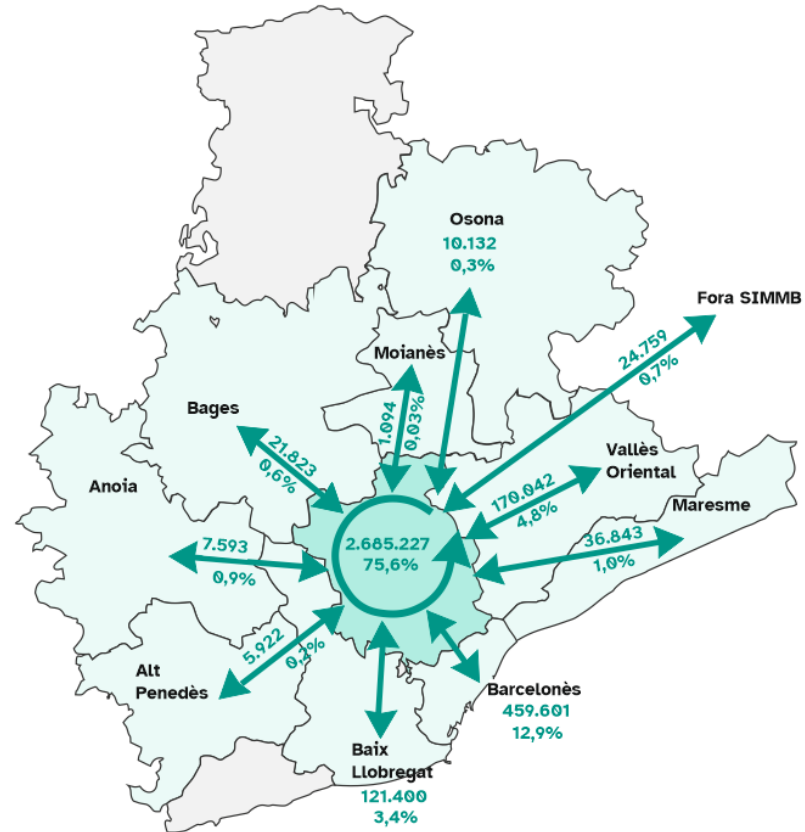 Osona
10.132
0,3%
Fora SIMMB
24.759
0,7%
Moianès
1.094
0,03%
Bages
21.823
0,6%
Vallès
Oriental
170.042
4,8%
Anoia
7.593
0,9%
Maresme
36.843
1,0%
2.685.227
75,6%
5.922
0,2%
Alt
Penedès
Barcelonès
459.601
12,9%
Baix
Llobregat
121.400
3,4%